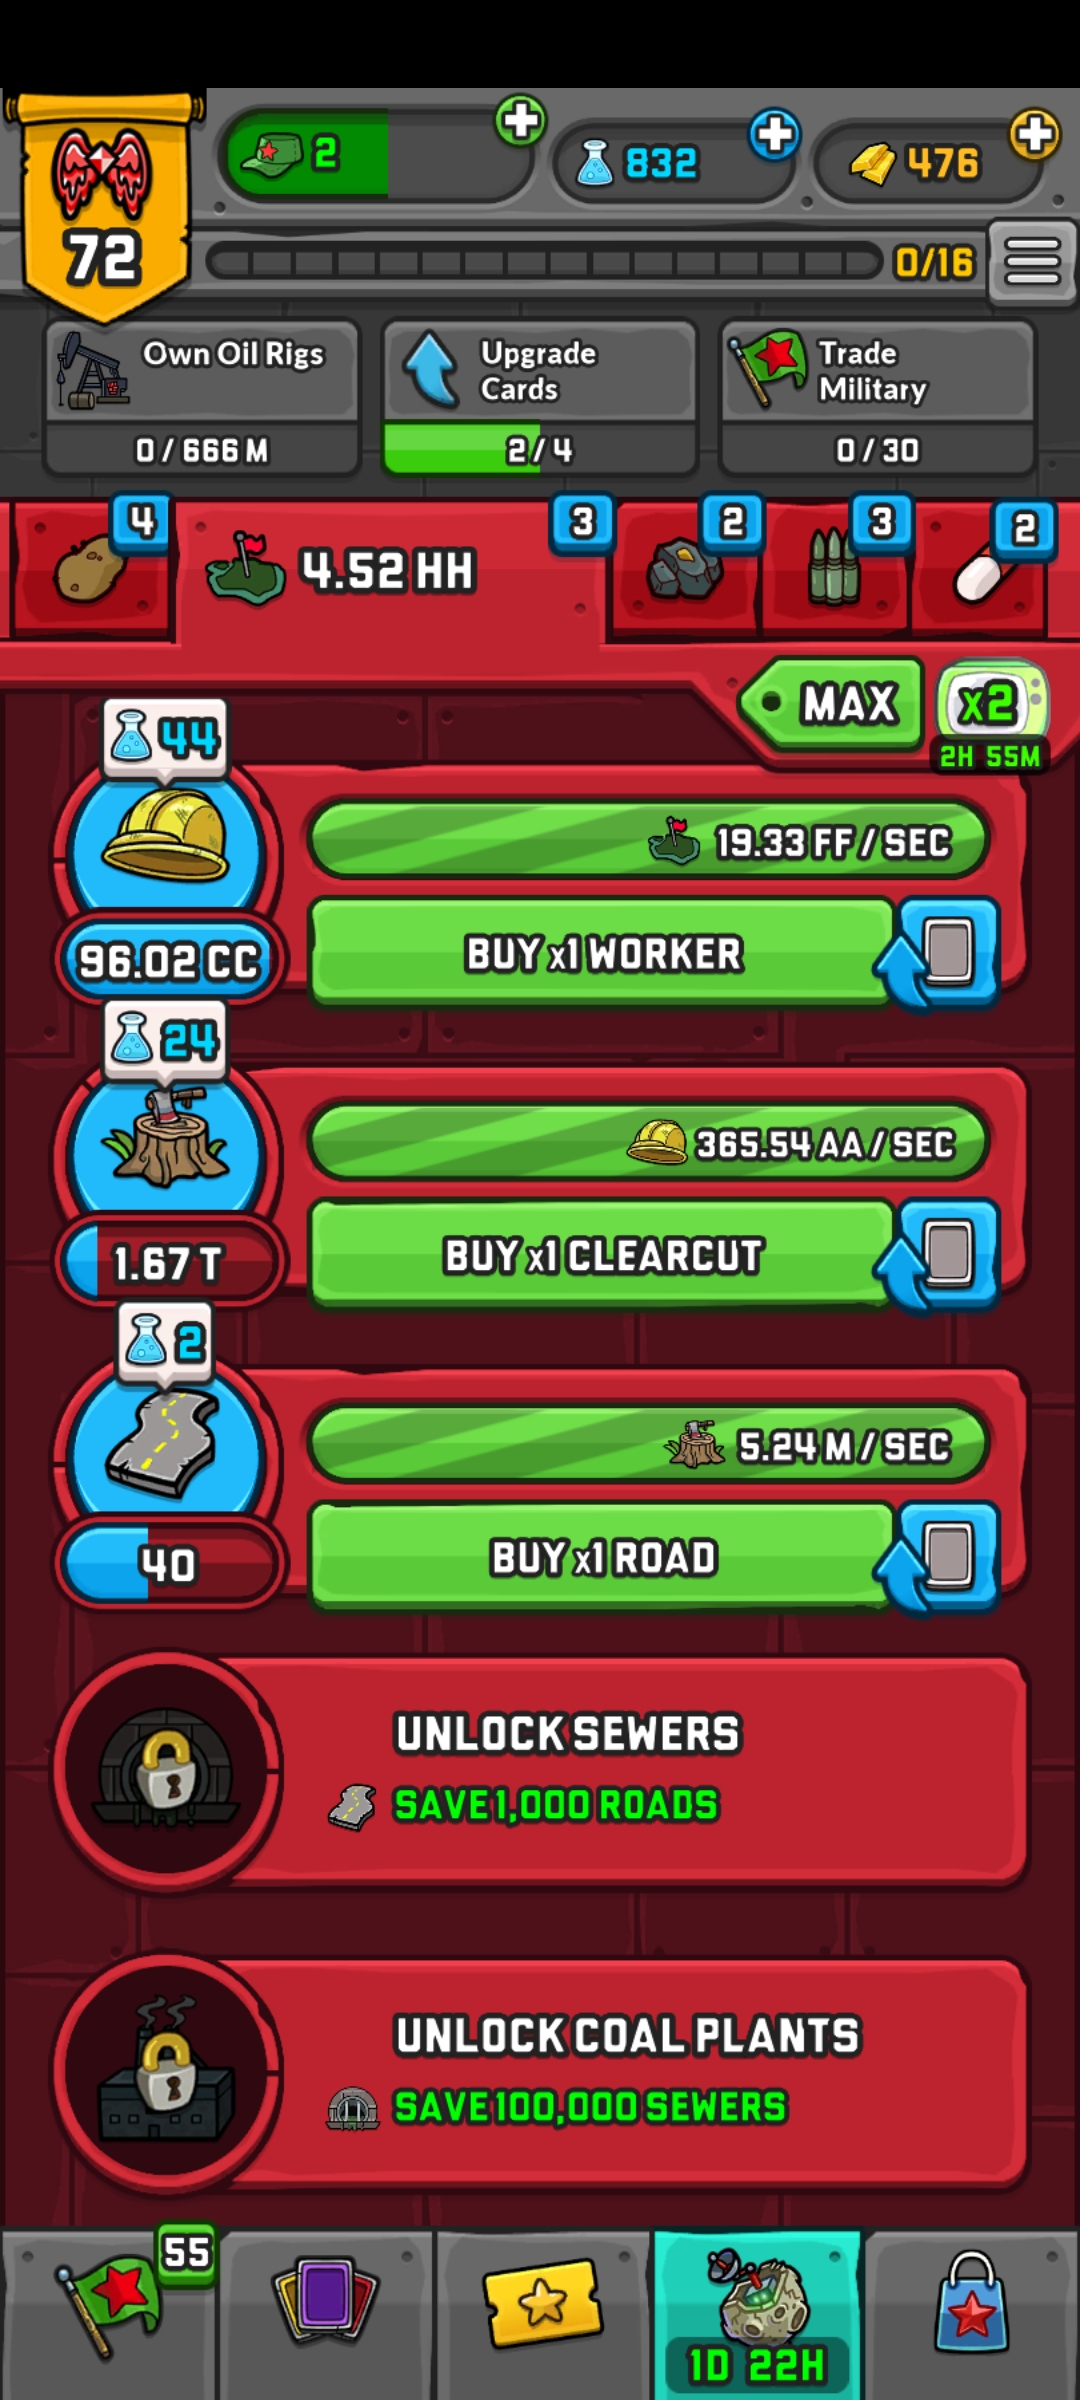 72
2
832
476
0/16
Own Oil Rigs
0 / 666 M
Upgrade
Cards
2 / 4
Trade
Military
0 / 30
4
4.52 HH
3
2
3
2
MAX
x2
2H 55M
44
19.33 FF / SEC
BUY x1 WORKER
96.02 CC
24
365.54 AA / SEC
BUY x1 CLEARCUT
1.67 T
2
5.24 M / SEC
BUY x1 ROAD
40
UNLOCK SEWERS
SAVE 1,000 ROADS
UNLOCK COAL PLANTS
SAVE 100,000 SEWERS
55
1D 22H